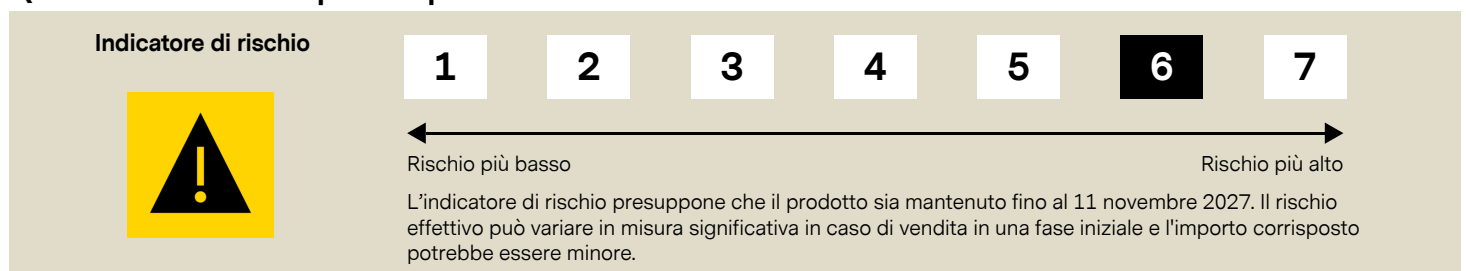 Indicatore di rischio
1 2 3 4 5 6 7
Rischio più basso
Rischio più alto
L'indicatore di rischio presuppone che il prodotto sia mantenuto fino al 11 novembre 2027. Il rischio
effettivo può variare in misura significativa in caso di vendita in una fase iniziale e l'importo corrisposto
potrebbe essere minore.